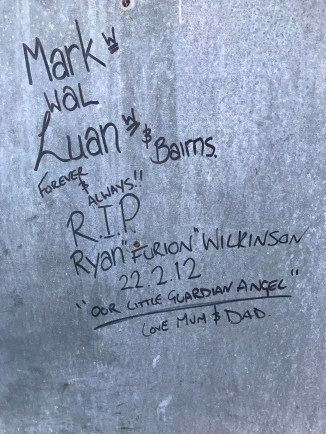 Mark W
WAL
Luan W & Bairns.
FOREVER
&
ALWAYS!!
R.I.P.
Ryan "FURION" WILKINSON
22 2.12
"OUR LITTLE GUARDIAN ANGEL"
LOVE MUM & DAD.